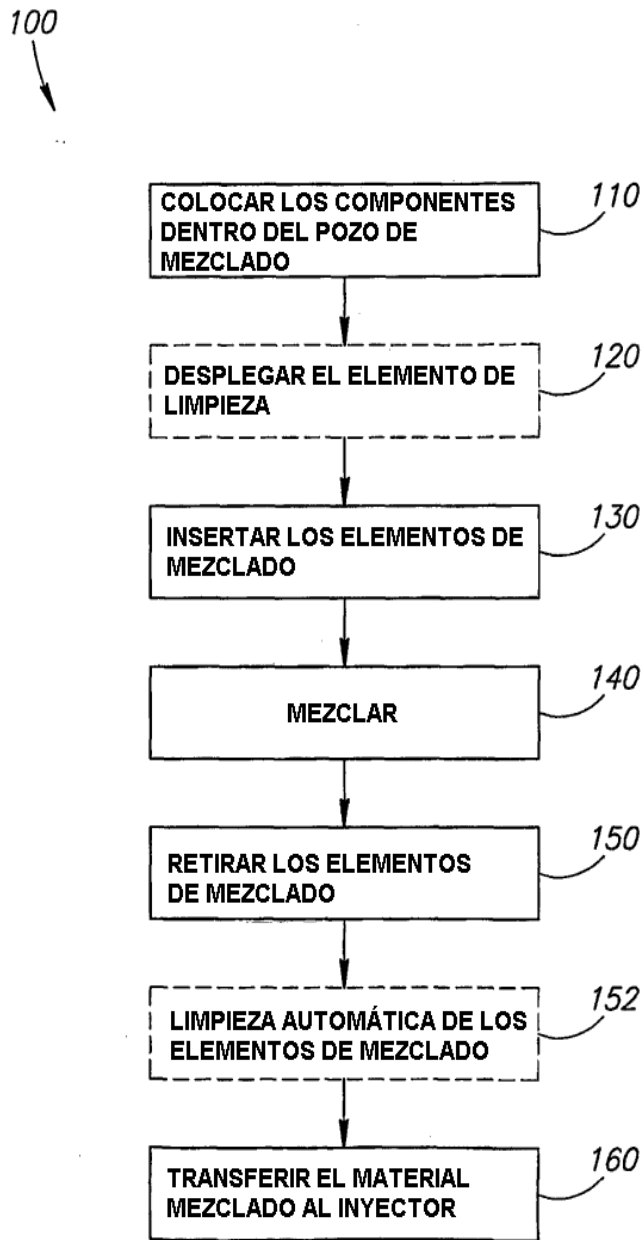 100
COLOCAR LOS COMPONENTES
DENTRO DEL POZO DE
MEZCLADO
110
DESPLEGAR EL ELEMENTO DE
LIMPIEZA
120
INSERTAR LOS ELEMENTOS DE
MEZCLADO
130
MEZCLAR
140
RETIRAR LOS ELEMENTOS
DE MEZCLADO
150
LIMPIEZA AUTOMÁTICA DE LOS
ELEMENTOS DE MEZCLADO
152
TRANSFERIR EL MATERIAL
MEZCLADO AL INYECTOR
160